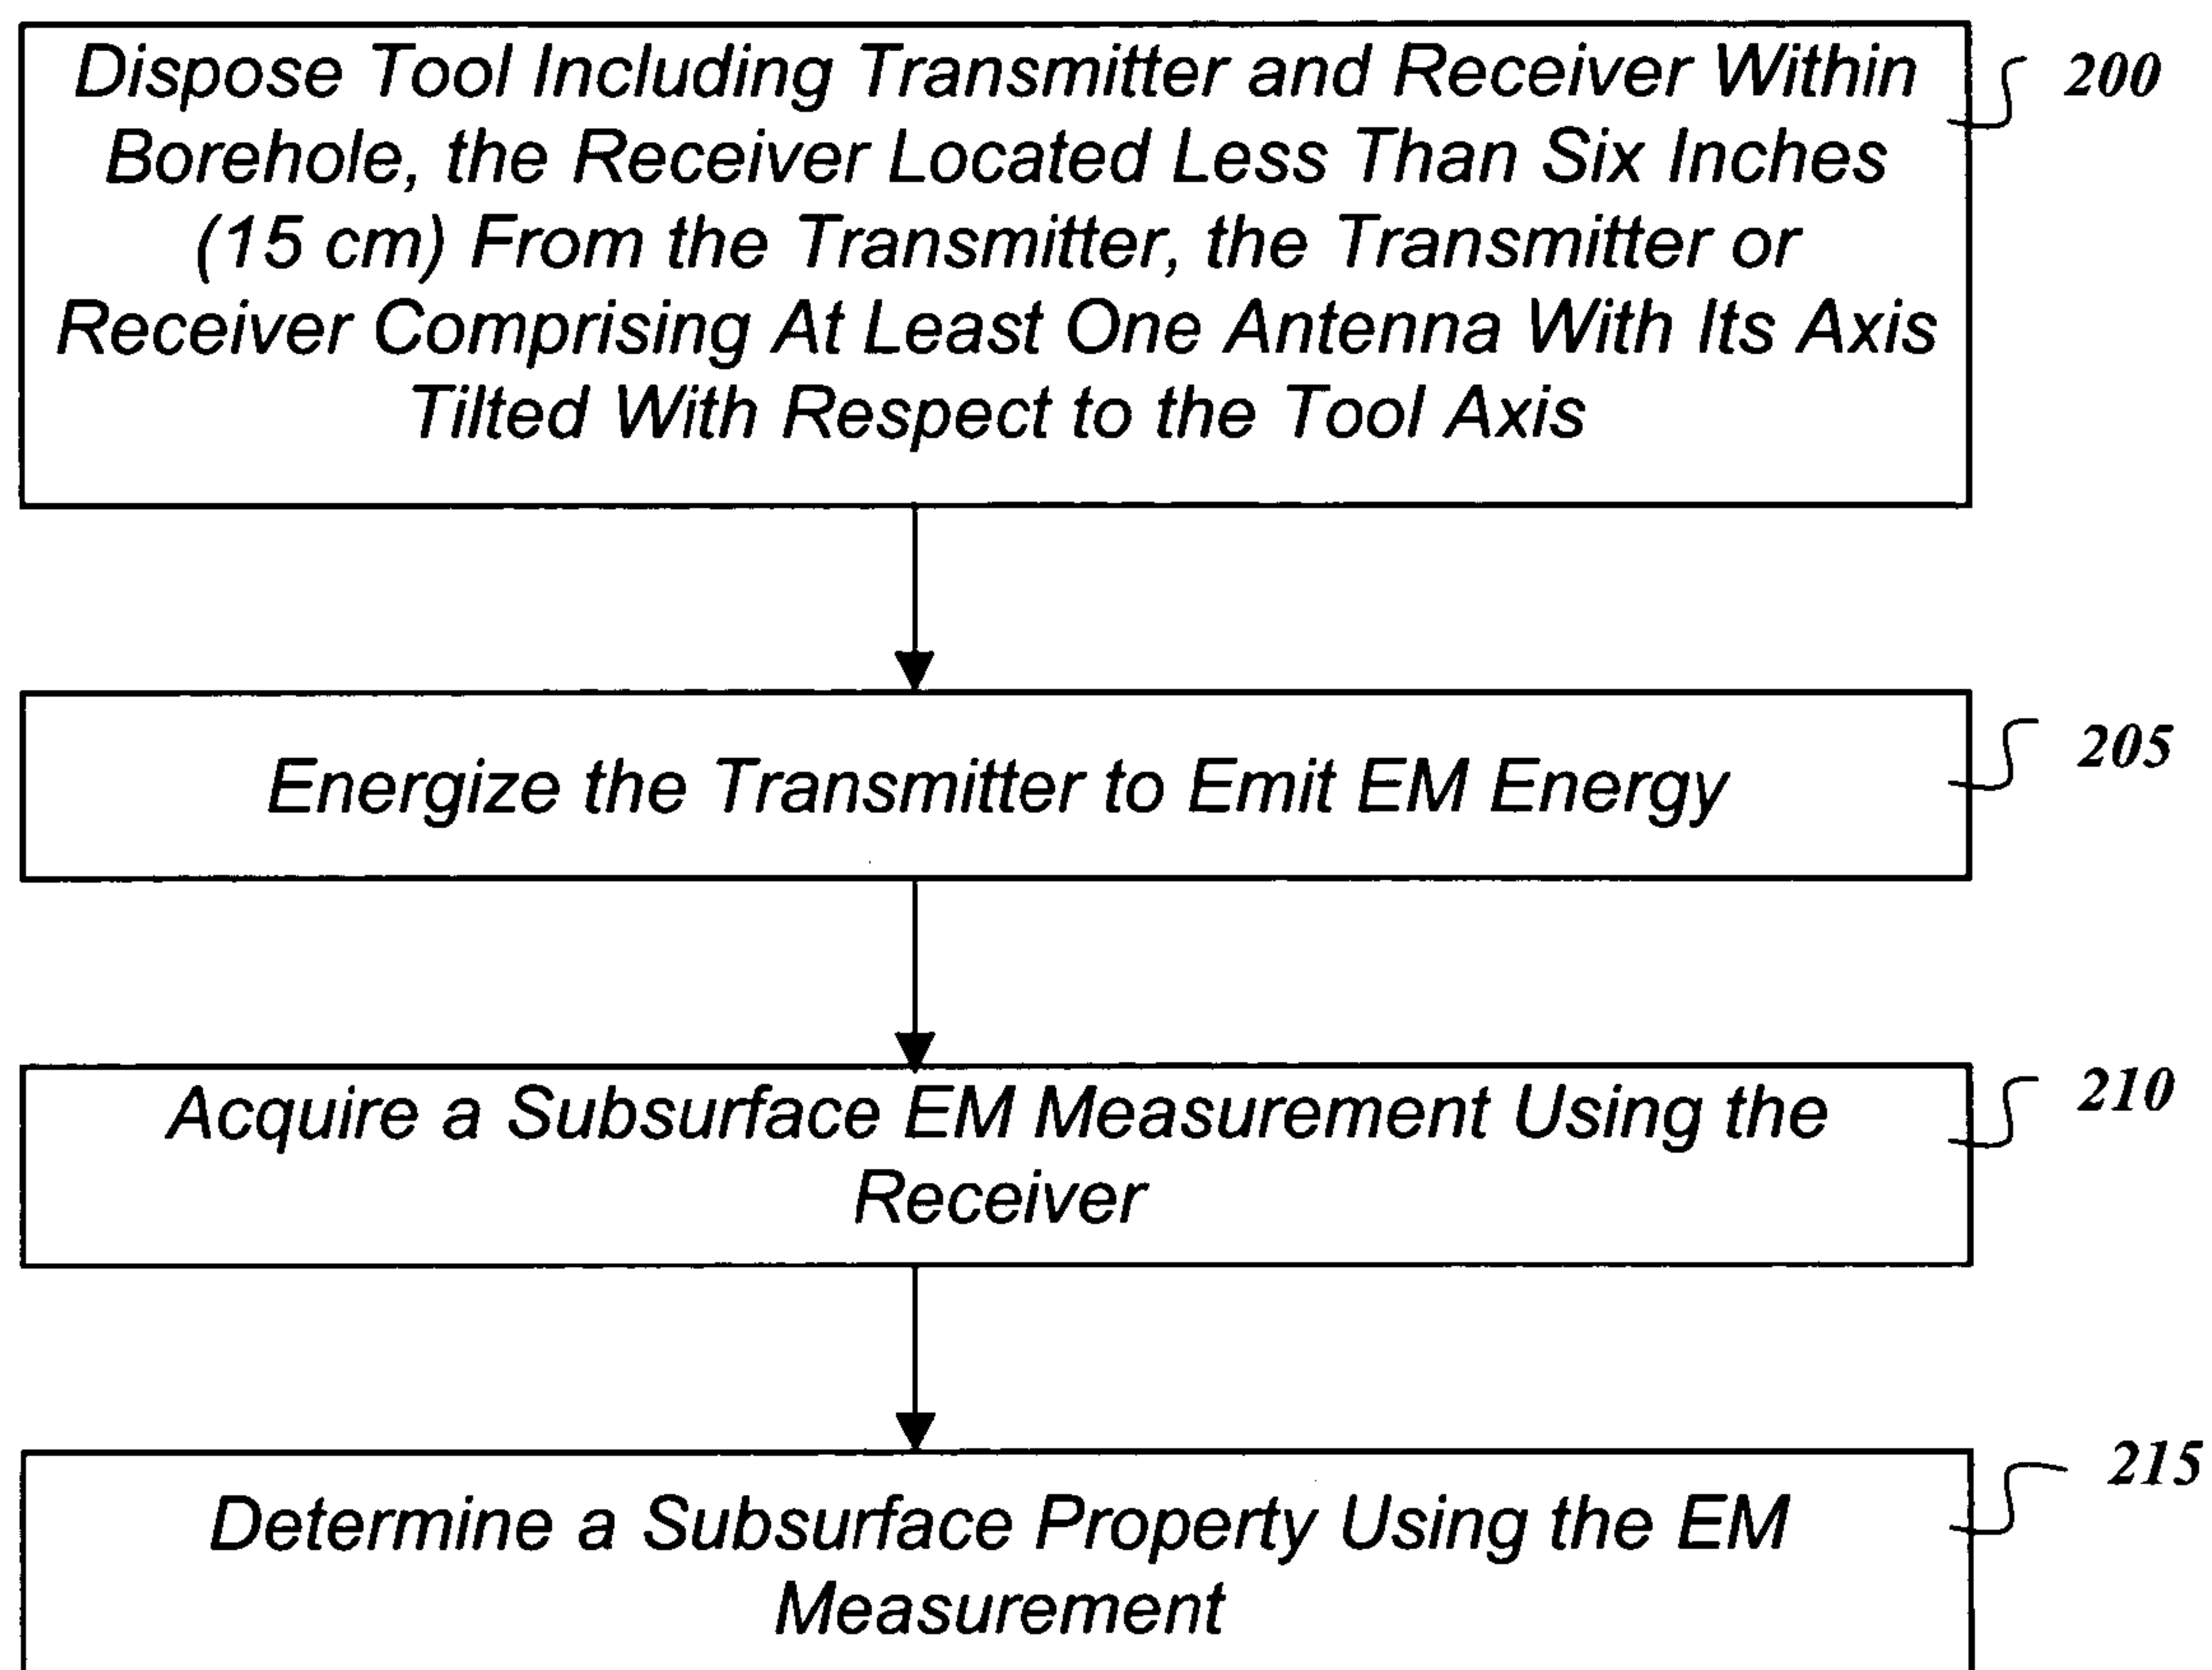 Dispose Tool Including Transmitter and Receiver Within
200
Borehole, the Receiver Located Less Than Six Inches
(15 cm) From the Transmitter, the Transmitter or
Receiver Comprising At Least One Antenna With Its Axis
Tilted With Respect to the Tool Axis
Energize the Transmitter to Emit EM Energy
205
Acquire a Subsurface EM Measurement Using the
210
Receiver
Determine a Subsurface Property Using the EM
215
Measurement